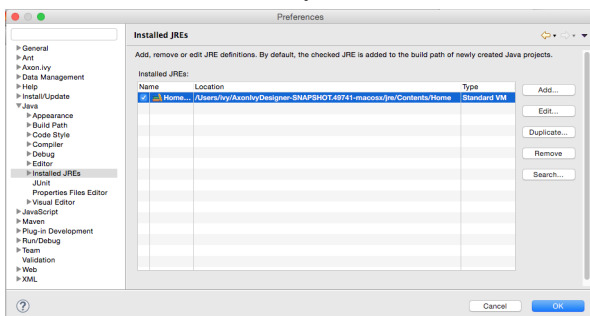 Preferences
Installed JREs
Add, remove or edit JRE definitions. By default, the checked JRE is added to the build path of newly created Java projects.
Installed JREs:
Name Location Type
Home... /Users/ivy/AxonIvyDesigner-SNAPSHOT.49741-macosx/jre/Contents/Home Standard VM
Add...
Edit...
Duplicate...
Remove
Search...
General
Ant
Axon.ivy
Data Management
Help
Install/Update
Java
Appearance
Build Path
Code Style
Compiler
Debug
Editor
Installed JREs
JUnit
Properties Files Editor
Visual Editor
JavaScript
Maven
Plug-in Development
Run/Debug
Team
Validation
Web
XML
?
Cancel
OK